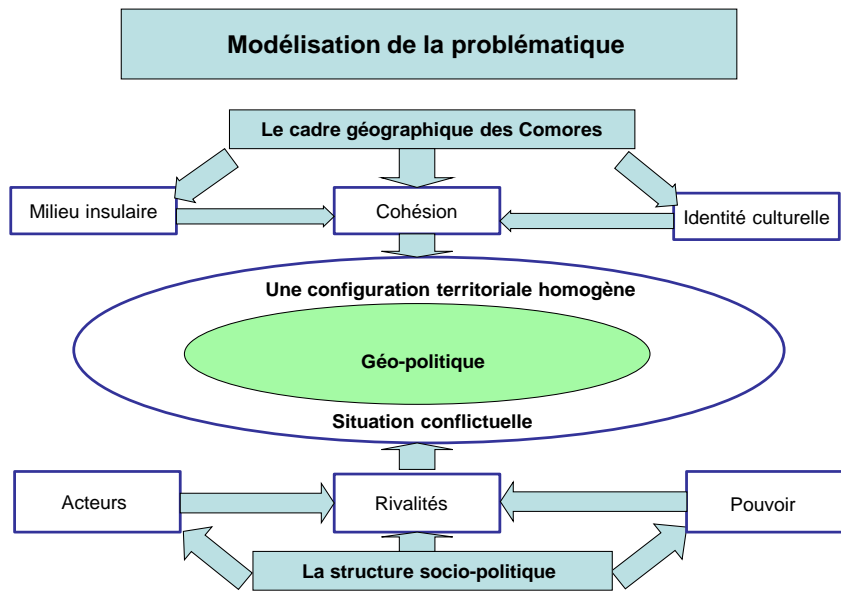 Modélisation de la problématique
Le cadre géographique des Comores
Milieu insulaire
Cohésion
Identité culturelle
Une configuration territoriale homogène
Géo-politique
Situation conflictuelle
Acteurs
Rivalités
Pouvoir
La structure socio-politique